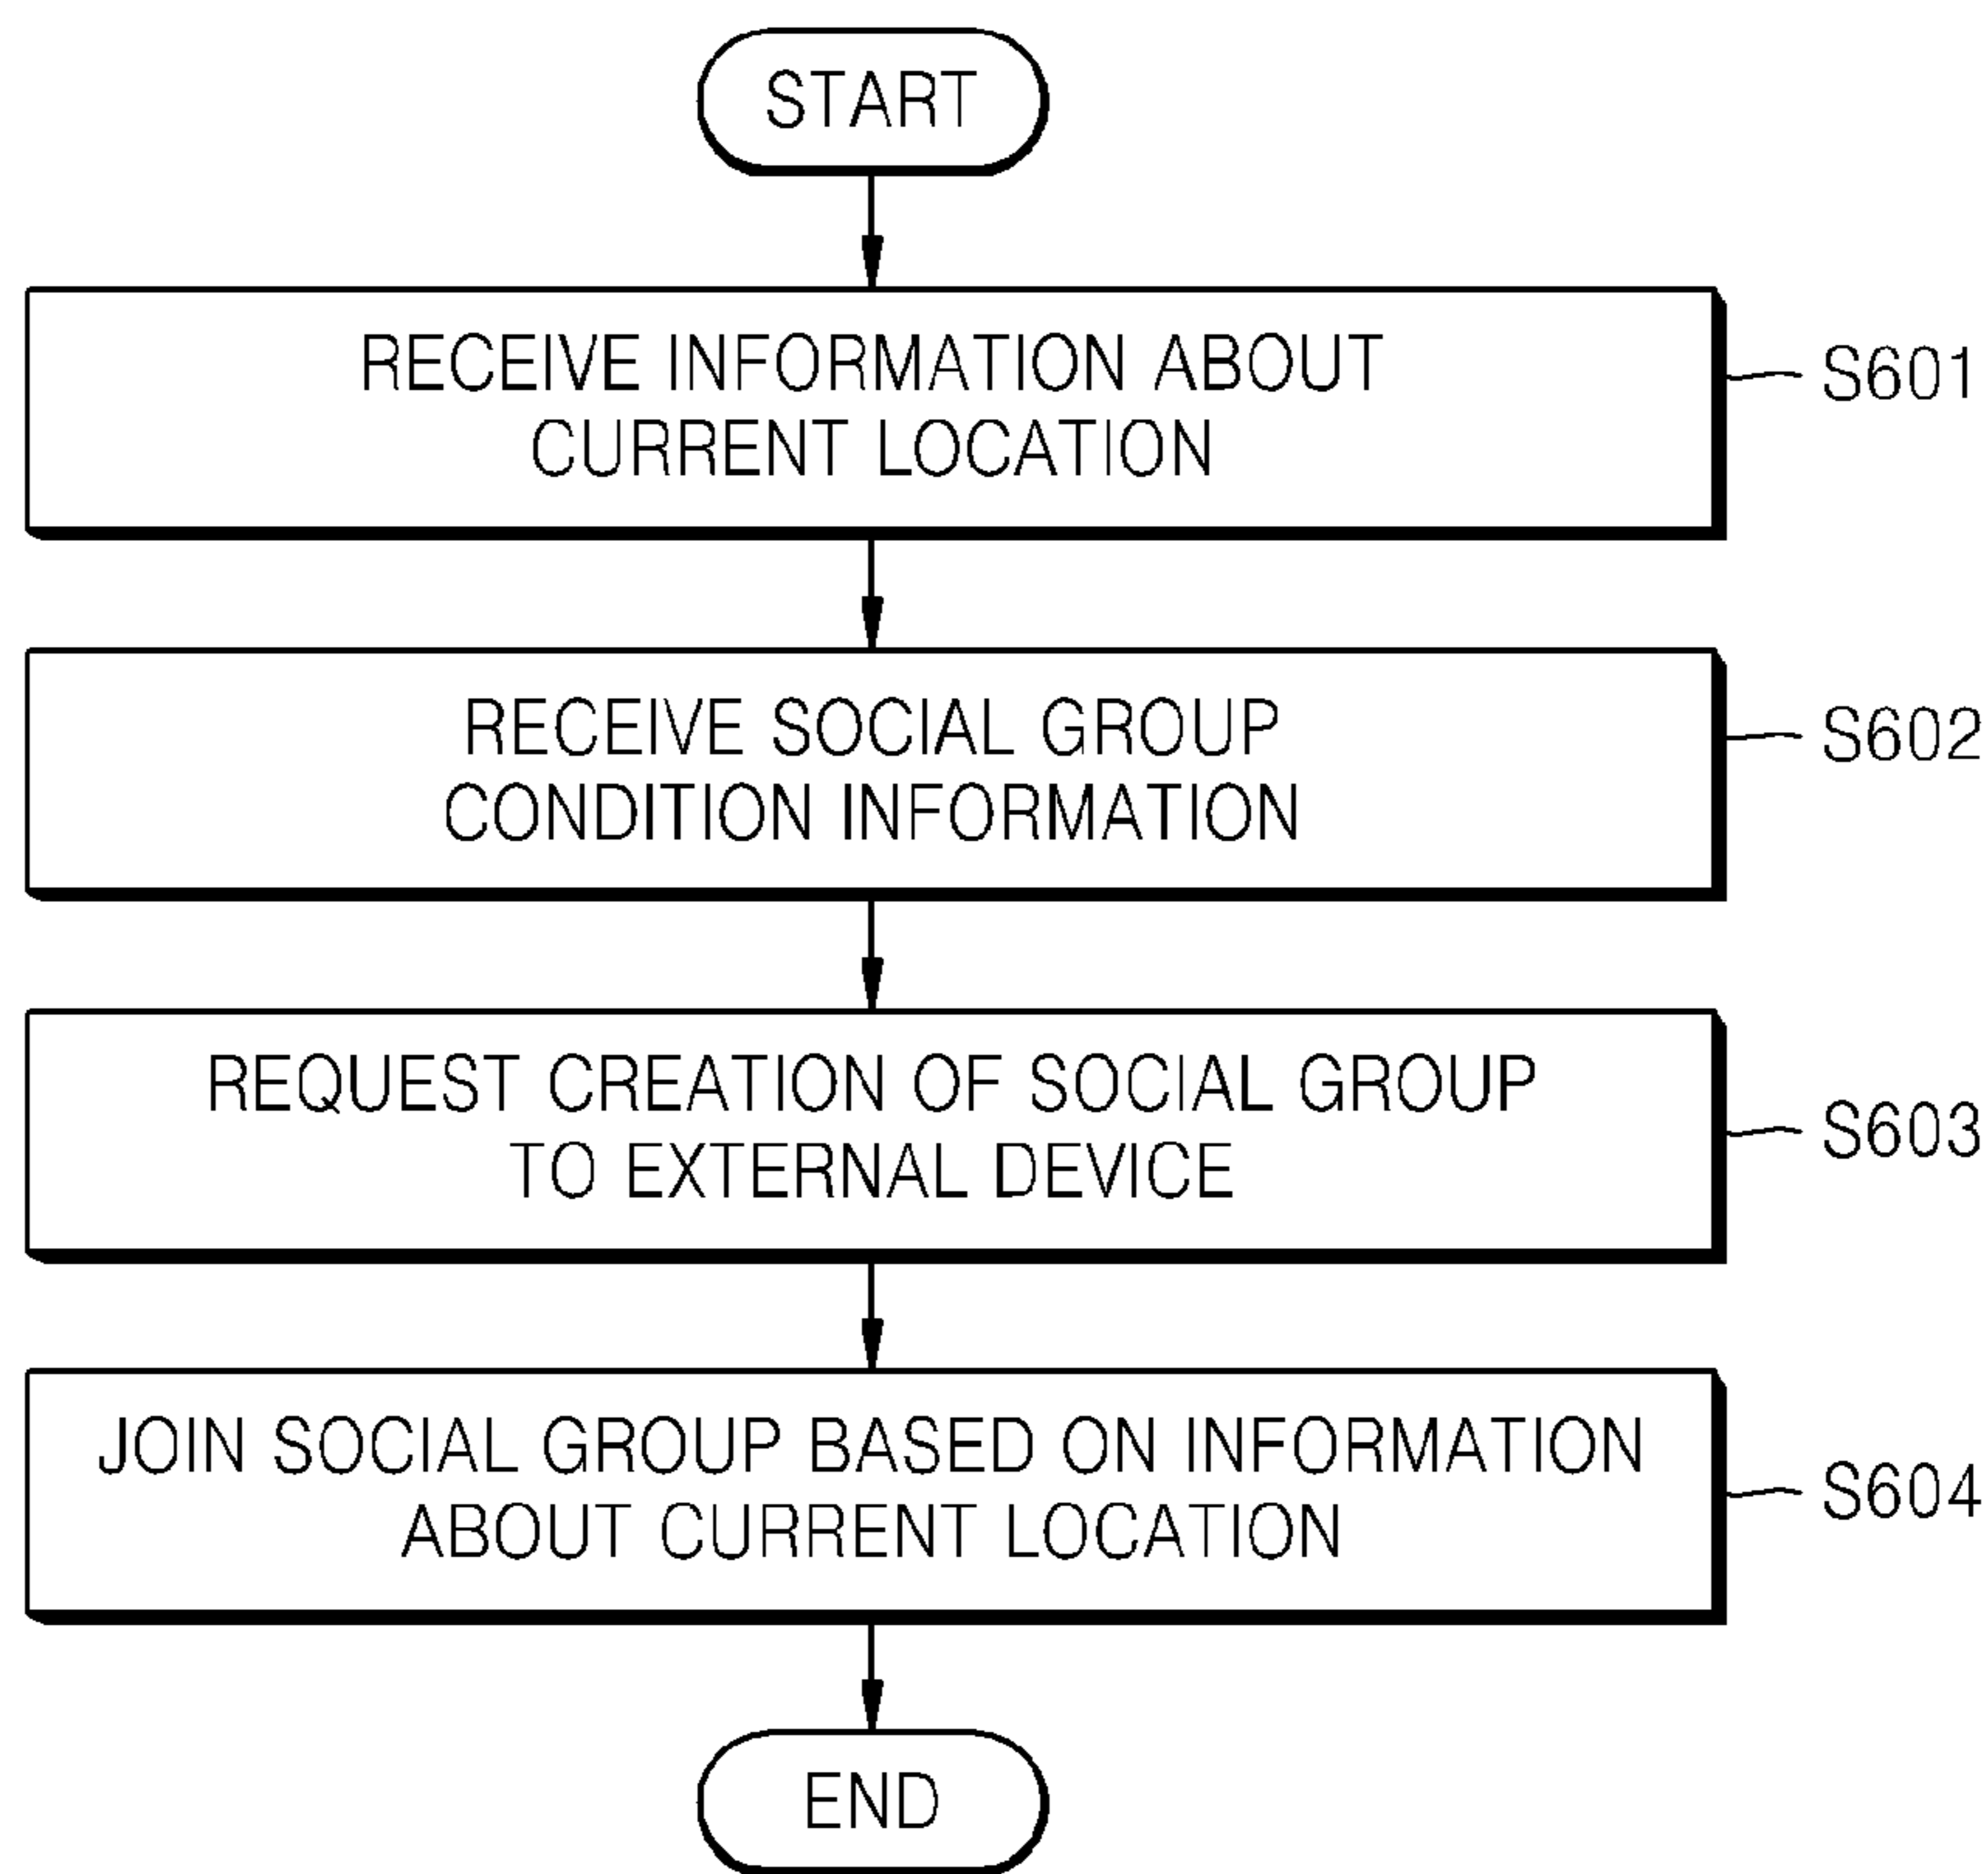 START
RECEIVE INFORMATION ABOUT
CURRENT LOCATION
S601
RECEIVE SOCIAL GROUP
CONDITION INFORMATION
S602
REQUEST CREATION OF SOCIAL GROUP
TO EXTERNAL DEVICE
S603
JOIN SOCIAL GROUP BASED ON INFORMATION
ABOUT CURRENT LOCATION
S604
END